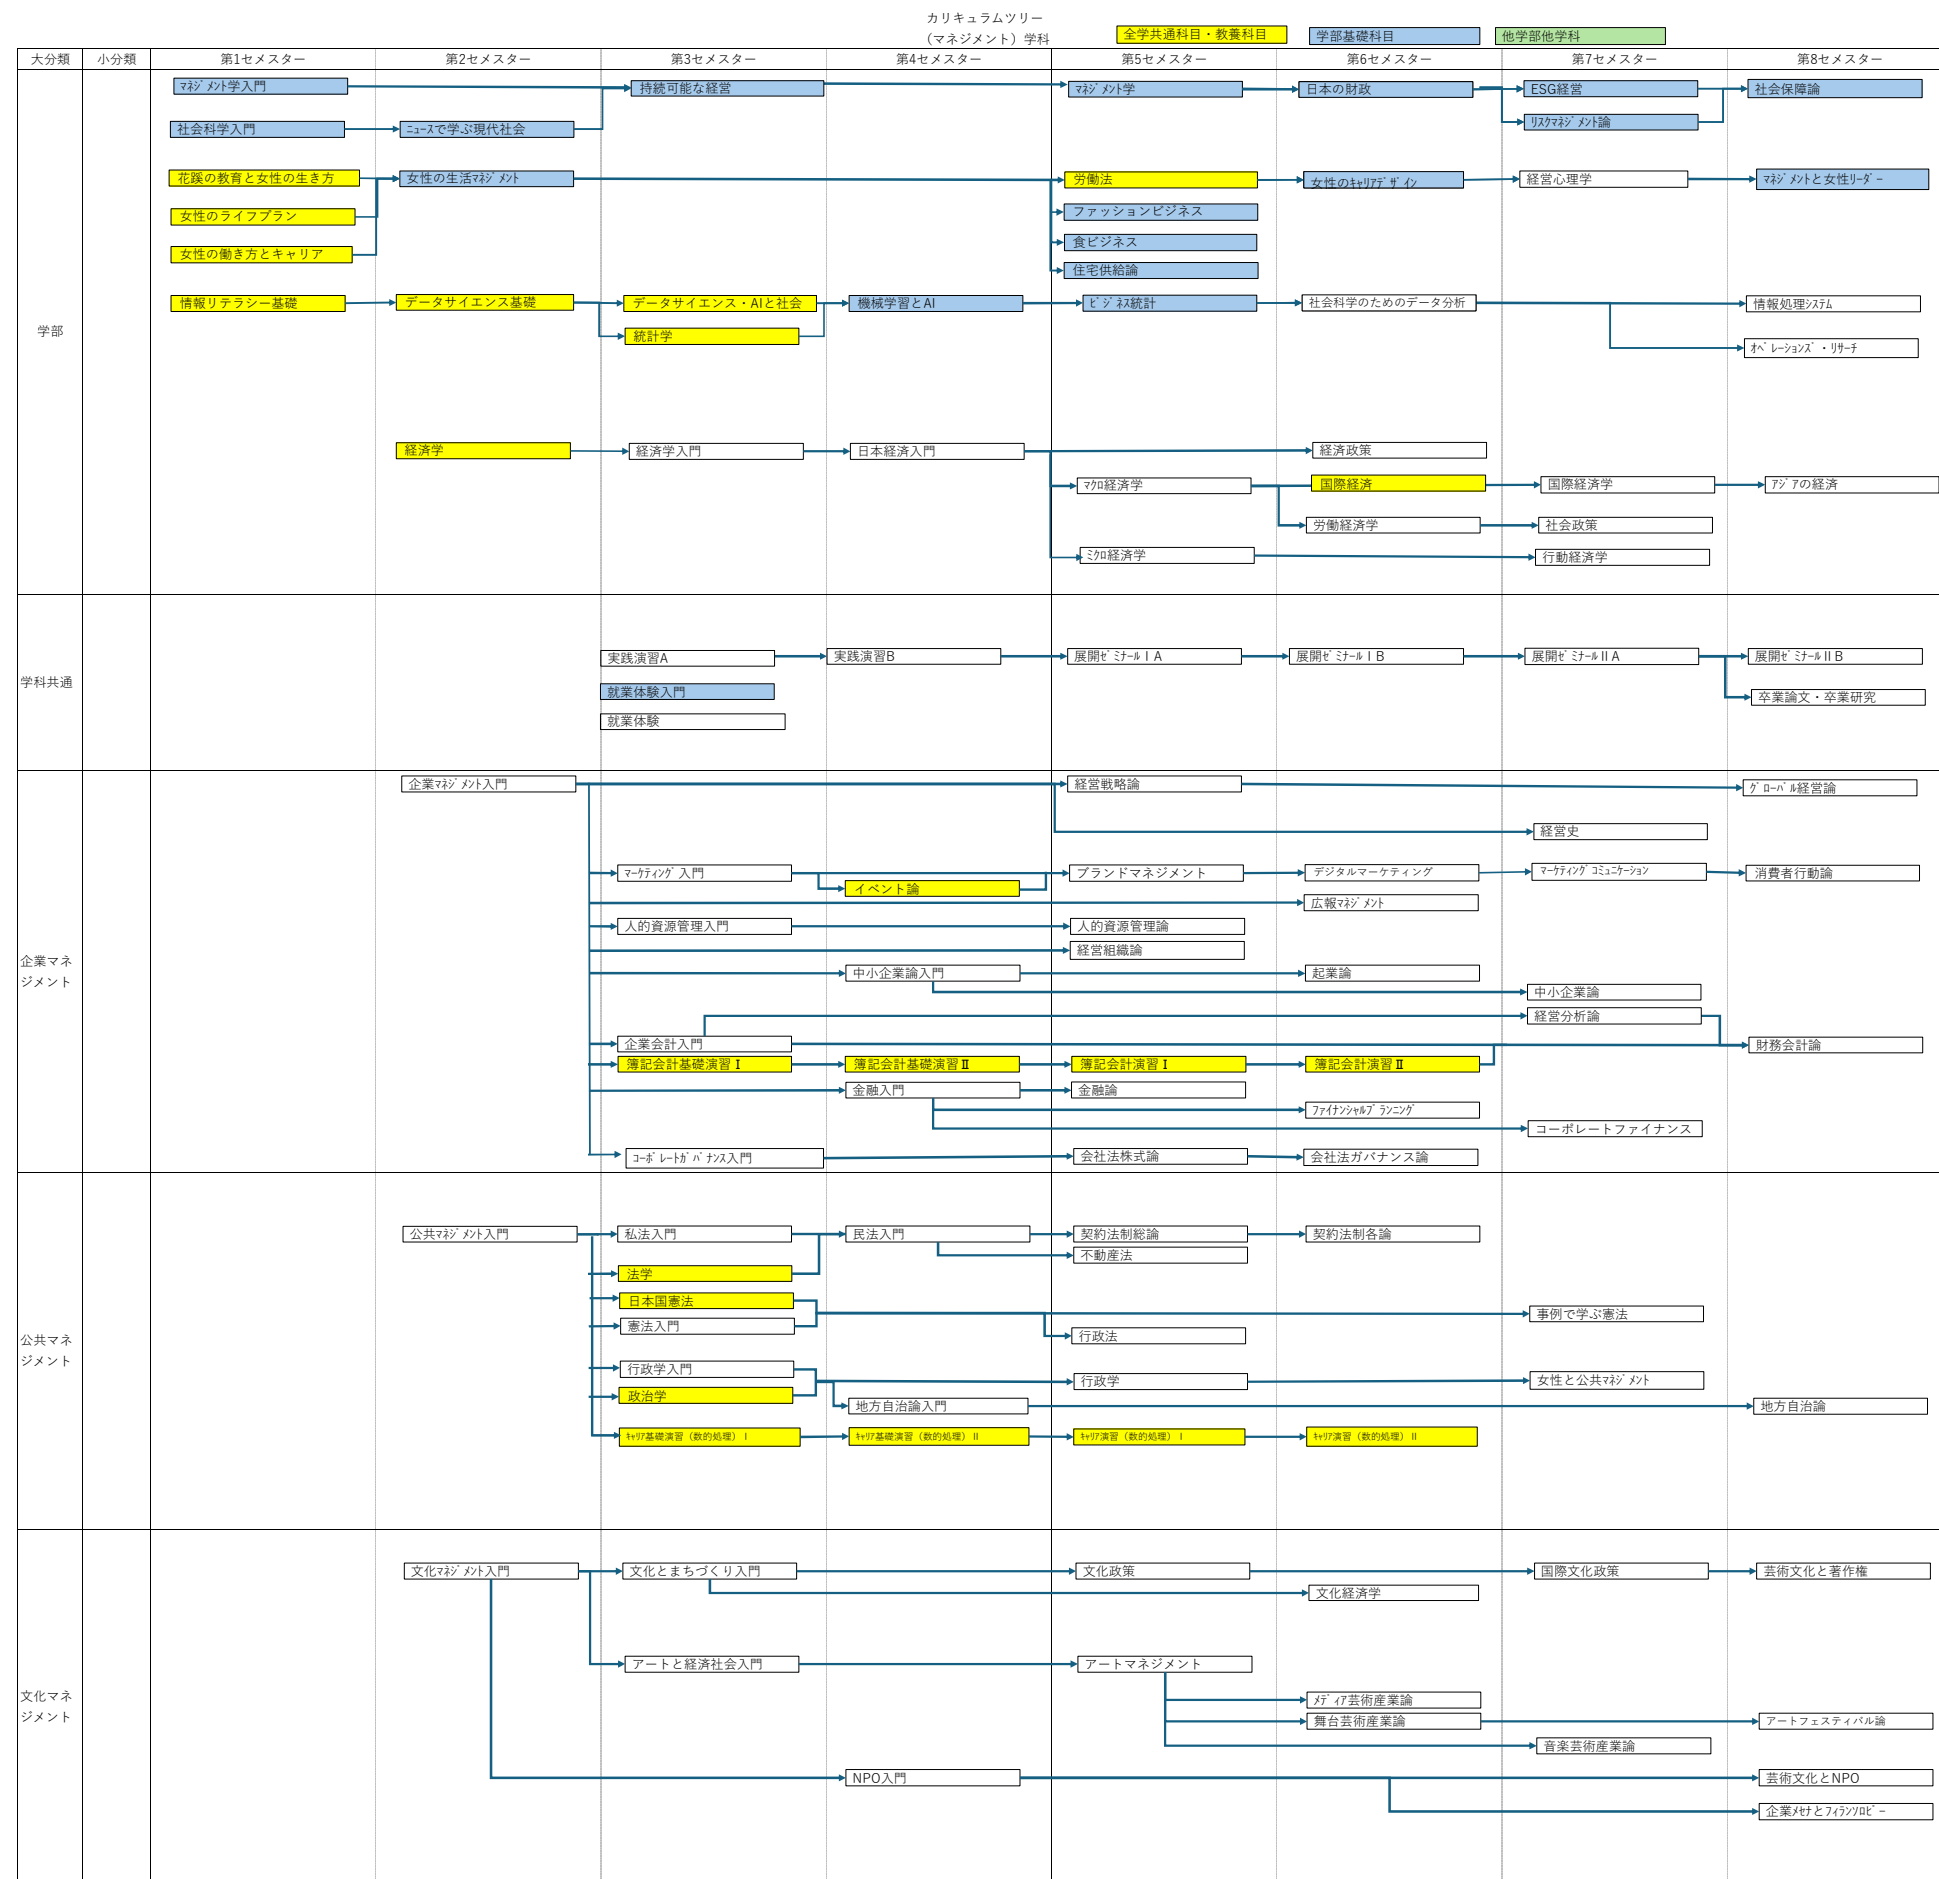 カリキュラムツリー
（マネジメント）学科
全学共通科目・教養科目
学部基礎科目
他学部他学科
大分類 小分類 第1セメスター 第2セメスター 第3セメスター 第4セメスター 第5セメスター 第6セメスター 第7セメスター 第8セメスター
学部
ﾏﾈｼﾞﾒﾝﾄ学入門 持続可能な経営 ﾏﾈｼﾞﾒﾝﾄ学 日本の財政 ESG経営 社会保障論
社会科学入門 ﾆｭｰｽで学ぶ現代社会 ﾘｽｸﾏﾈｼﾞﾒﾝﾄ論
花蹊の教育と女性の生き方 女性の生活ﾏﾈｼﾞﾒﾝﾄ 労働法 女性のｷｬﾘｱﾃﾞｻﾞｲﾝ 経営心理学 ﾏﾈｼﾞﾒﾝﾄと女性ﾘｰﾀﾞｰ
女性のライフプラン ファッションビジネス
女性の働き方とキャリア 食ビジネス
住宅供給論
情報リテラシー基礎 データサイエンス基礎 データサイエンス・AIと社会 機械学習とAI ﾋﾞｼﾞﾈｽ統計 社会科学のためのデータ分析 情報処理ｼｽﾃﾑ
統計学 ｵﾍﾟﾚｰｼｮﾝｽﾞ・ﾘｻｰﾁ
経済学 経済学入門 日本経済入門 経済政策
ﾏｸﾛ経済学 国際経済 国際経済学 ｱｼﾞｱの経済
労働経済学 社会政策
ﾐｸﾛ経済学 行動経済学
学科共通
実践演習A 実践演習B 展開ｾﾞﾐﾅｰﾙⅠA 展開ｾﾞﾐﾅｰﾙⅠB 展開ｾﾞﾐﾅｰﾙⅡA 展開ｾﾞﾐﾅｰﾙⅡB
就業体験入門 卒業論文・卒業研究
就業体験
企業マネ
ジメント
企業ﾏﾈｼﾞﾒﾝﾄ入門 経営戦略論 ｸﾞﾛｰﾊﾞﾙ経営論
経営史
ﾏｰｹﾃｨﾝｸﾞ入門 イベント論 ブランドマネジメント デジタルマーケティング ﾏｰｹﾃｨﾝｸﾞｺﾐｭﾆｹｰｼｮﾝ 消費者行動論
広報ﾏﾈｼﾞﾒﾝﾄ
人的資源管理入門 人的資源管理論
経営組織論
中小企業論入門 起業論
中小企業論
経営分析論
企業会計入門 財務会計論
簿記会計基礎演習Ⅰ 簿記会計基礎演習Ⅱ 簿記会計演習Ⅰ 簿記会計演習Ⅱ
金融入門 金融論
ﾌｧｲﾅﾝｼｬﾙﾌﾟﾗﾝﾆﾝｸﾞ
コーポレートファイナンス
ｺｰﾎﾟﾚｰﾄｶﾞﾊﾞﾅﾝｽ入門 会社法株式論 会社法ガバナンス論
公共マネ
ジメント
公共ﾏﾈｼﾞﾒﾝﾄ入門 私法入門 民法入門 契約法制総論 契約法制各論
不動産法
法学
日本国憲法 事例で学ぶ憲法
憲法入門 行政法
行政学入門 行政学 女性と公共ﾏﾈｼﾞﾒﾝﾄ
政治学 地方自治論入門 地方自治論
ｷｬﾘｱ基礎演習（数的処理）Ⅰ ｷｬﾘｱ基礎演習（数的処理）Ⅱ ｷｬﾘｱ演習（数的処理）Ⅰ ｷｬﾘｱ演習（数的処理）Ⅱ
文化マネ
ジメント
文化ﾏﾈｼﾞﾒﾝﾄ入門 文化とまちづくり入門 文化政策 国際文化政策 芸術文化と著作権
文化経済学
アートと経済社会入門 アートマネジメント
ﾒﾃﾞｨｱ芸術産業論
舞台芸術産業論 アートフェスティバル論
音楽芸術産業論
NPO入門 芸術文化とNPO
企業ﾒｾﾅとﾌｨﾗﾝｿﾛﾋﾟｰ